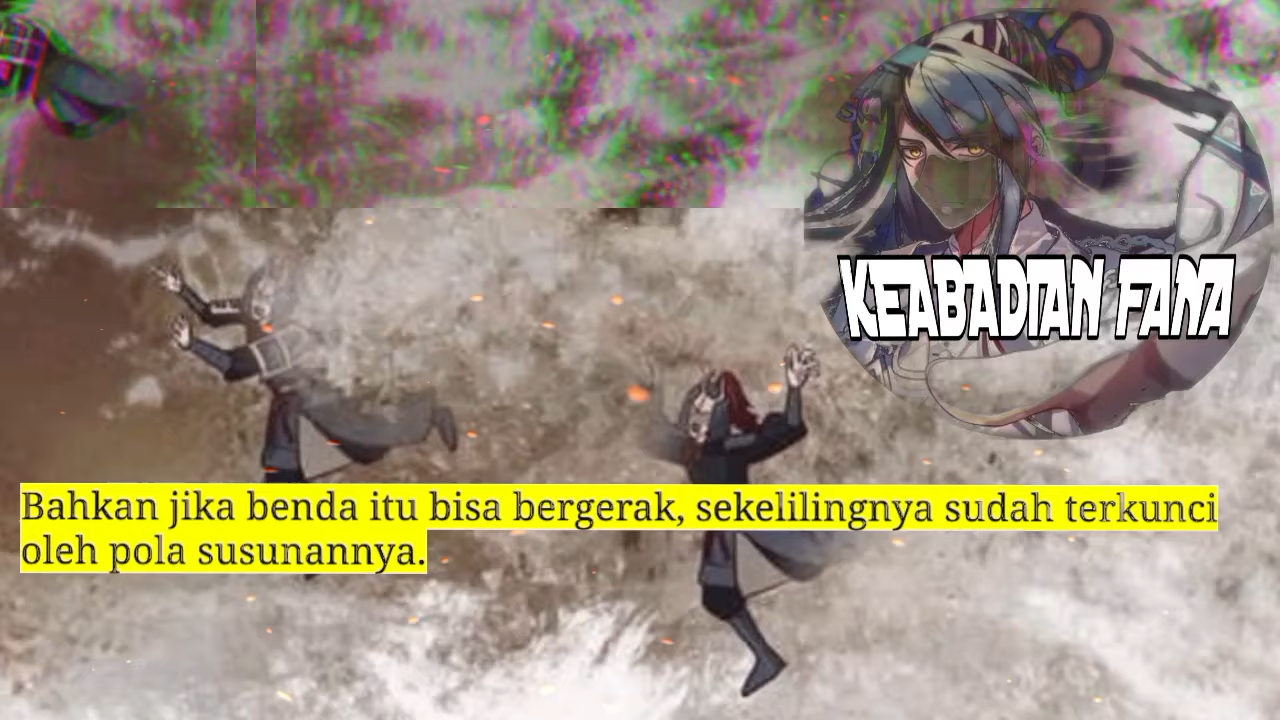 KEABADIAN FANA
Bahkan jika benda itu bisa bergerak, sekelilingnya sudah terkunci
oleh pola susunannya.